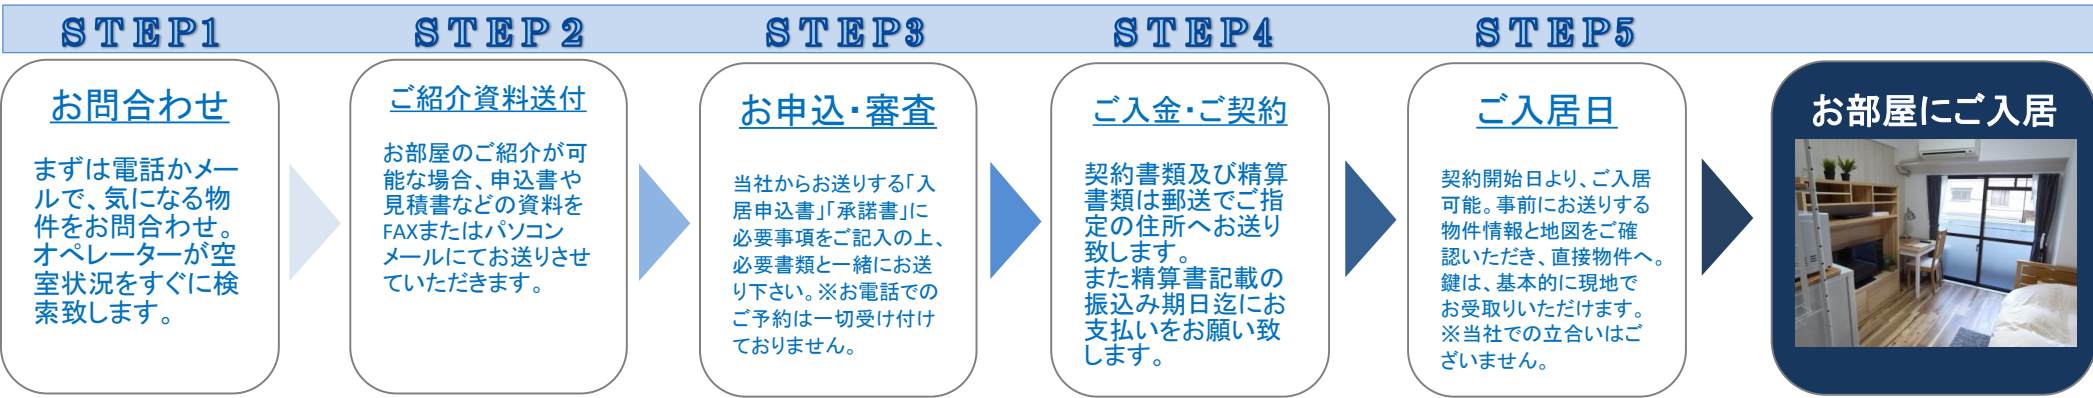 STEP1
STEP2
STEP3
STEP4
STEP5
お問合わせ
まずは電話かメー
ルで、気になる物
件をお問合わせ。
オペレーターが空
室状況をすぐに検
索致します。
ご紹介資料送付
お部屋のご紹介が可
能な場合、申込書や
見積書などの資料を
FAXまたはパソコン
メールにてお送りさせ
ていただきます。
お申込・審査
当社からお送りする「入
居申込書」「承諾書」に
必要事項をご記入の上、
必要書類と一緒にお送
り下さい。※お電話での
ご予約は一切受け付け
ておりません。
ご入金・ご契約
契約書類及び精算
書類は郵送でご指
定の住所へお送り
致します。
また精算書記載の
振込み期日迄にお
支払いをお願い致
します。
ご入居日
契約開始日より、ご入居
可能。事前にお送りする
物件情報と地図をご確
認いただき、直接物件へ。
鍵は、基本的に現地で
お受取りいただけます。
※当社での立合いはご
ざいません。
お部屋にご入居